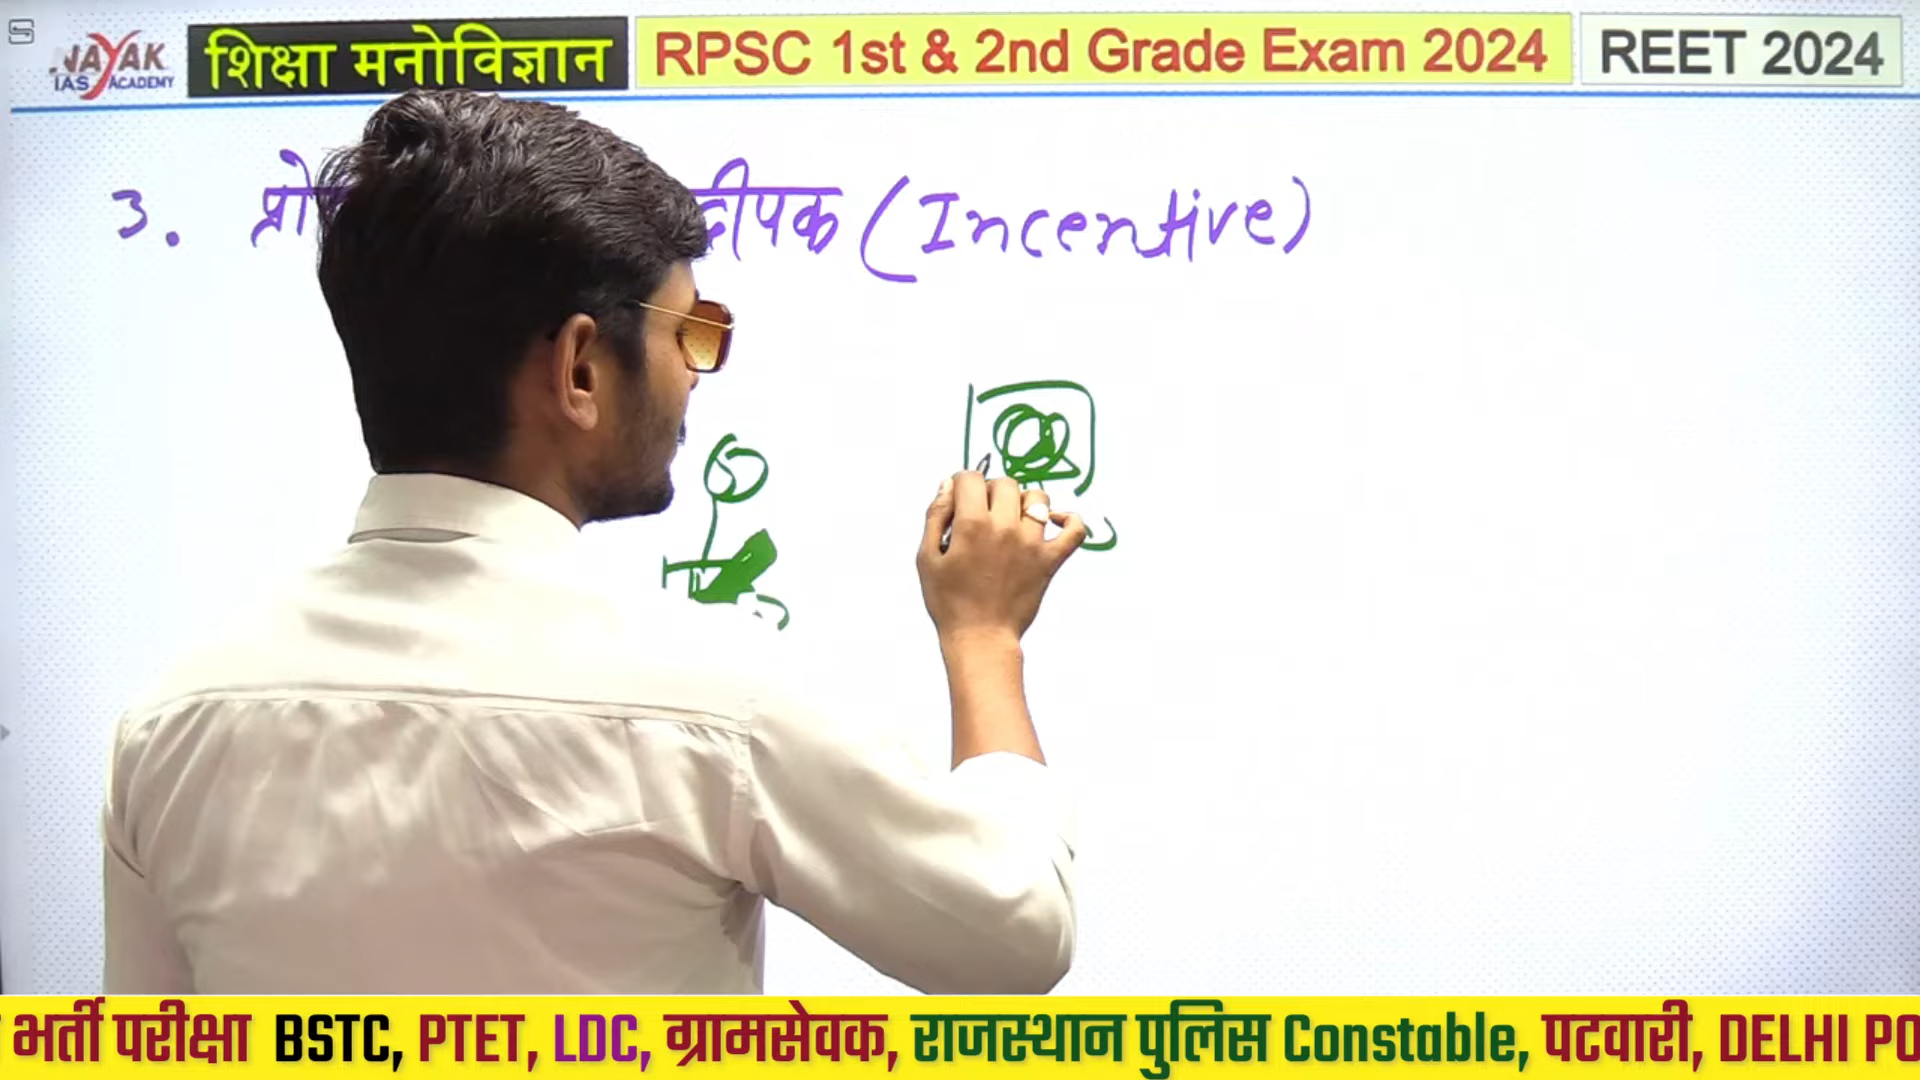 NAYAK
IAS ACADEMY
शिक्षा मनोविज्ञान
RPSC 1st & 2nd Grade Exam 2024
REET 2024
3. (Incentive)
भर्ती परीक्षा BSTC, PTET, LDC, ग्रामसेवक, राजस्थान पुलिस Constable, पटवारी, DELHI PO